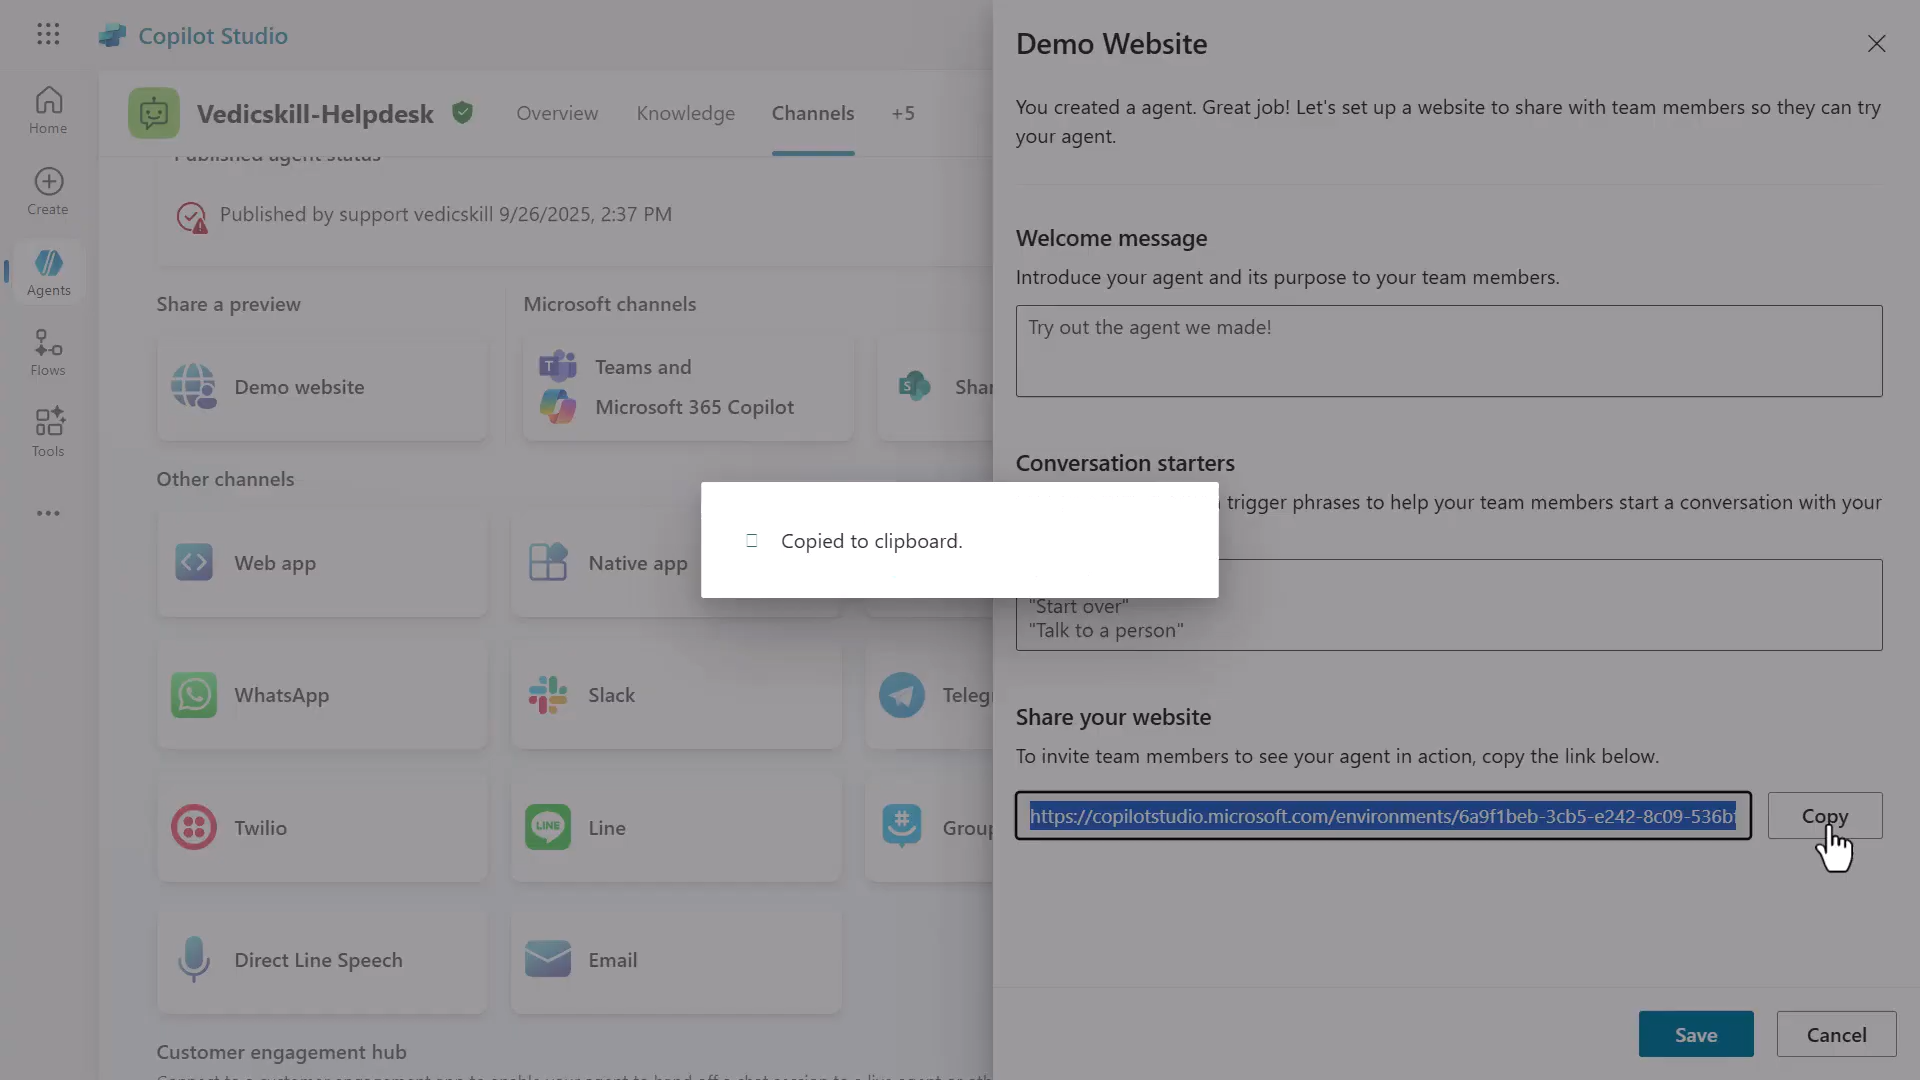 Copilot Studio
Home
Create
Agents
Flows
Tools
Vedicskill-Helpdesk
Overview
Knowledge
Channels
+5
Published agent status
Published by support vedicskill 9/26/2025, 2:37 PM
Share a preview
Demo website
Microsoft channels
Teams and
Microsoft 365 Copilot
Shar
Other channels
Web app
Native app
WhatsApp
Slack
Telegr
Twilio
Line
Group
Direct Line Speech
Email
Customer engagement hub
Demo Website
You created a agent. Great job! Let's set up a website to share with team members so they can try
your agent.
Welcome message
Introduce your agent and its purpose to your team members.
Try out the agent we made!
Conversation starters
trigger phrases to help your team members start a conversation with your
Copied to clipboard.
"Start over"
"Talk to a person"
Share your website
To invite team members to see your agent in action, copy the link below.
https://copilotstudio.microsoft.com/environments/6a9f1beb-3cb5-e242-8c09-536b
Copy
Save
Cancel